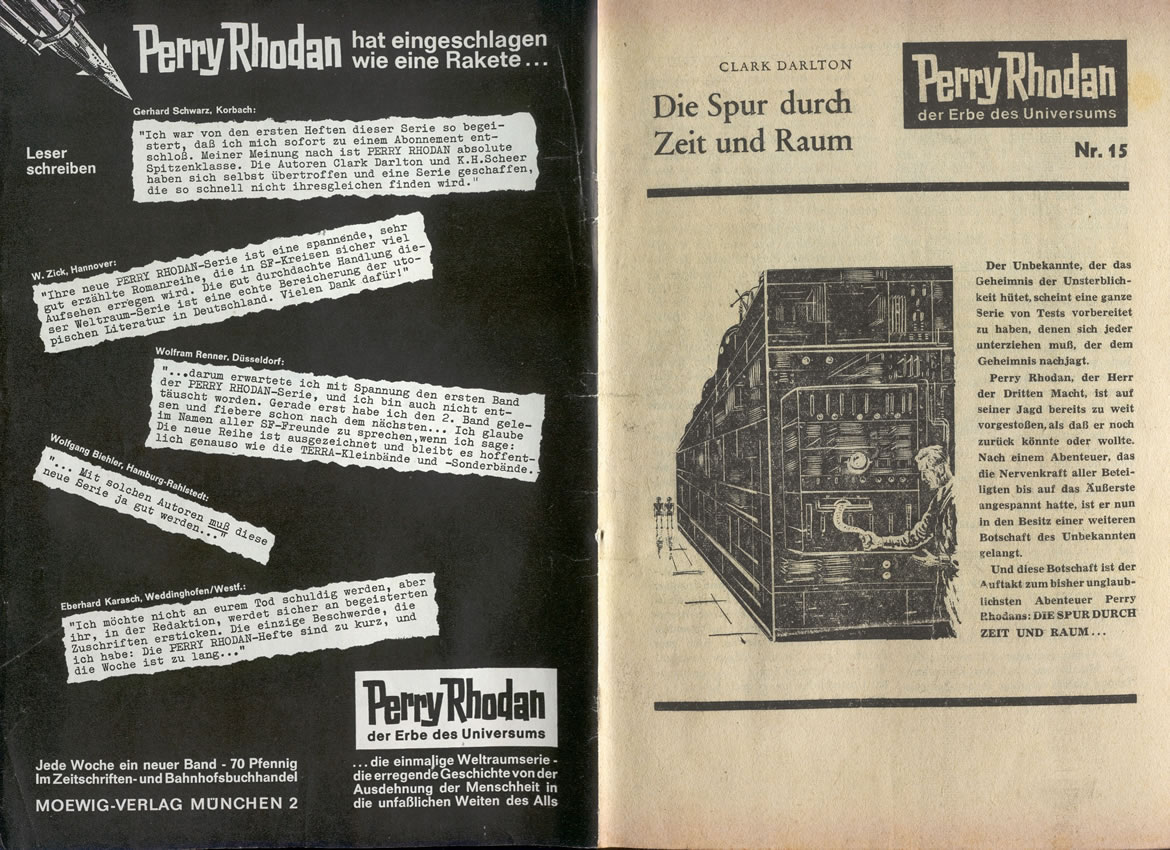 Perry Rhodan hat eingeschlagen
wie eine Rakete...
Leser
schreiben
Gerhard Schwarz, Korbach:
"Ich war von den ersten Heften dieser Serie so begei-
stert, daß ich mich sofort zu einem Abonnement ent-
schloß. Meiner Meinung nach ist PERRY RHODAN absolute
Spitzenklasse. Die Autoren Clark Darlton und K.H.Scheer
haben sich selbst übertroffen und eine Serie geschaffen,
die so schnell nicht ihresgleichen finden wird."
W. Zick, Hannover:
"Ihre neue PERRY RHODAN-Serie ist eine spannende, sehr
gut erzählte Romanreihe, die in SF-Kreisen sicher viel
Aufsehen erregen wird. Die gut durchdachte Handlung die-
ser Weltraum-Serie ist eine echte Bereicherung der uto-
pischen Literatur in Deutschland. Vielen Dank dafür!"
Wolfram Renner, Düsseldorf:
"...darum erwartete ich mit Spannung den ersten Band
der PERRY RHODAN-Serie, und ich bin auch nicht ent-
täuscht worden. Gerade erst habe ich den 2. Band gele-
sen und fiebere schon nach dem nächsten... Ich glaube
im Namen aller SF-Freunde zu sprechen,wenn ich sage:
Die neue Reihe ist ausgezeichnet und bleibt es hoffent-
lich genauso wie die TERRA-Kleinbände und -Sonderbände..
Wolfgang Biehler, Hamburg-Rahlstedt:
"... Mit solchen Autoren muß diese
neue Serie ja gut werden..."
Eberhard Karasch, Weddinghofen/Westf.:
"Ich möchte nicht an eurem Tod schuldig werden, aber
ihr, in der Redaktion, werdet sicher an begeisterten
Zuschriften ersticken. Die einzige Beschwerde, die
ich habe: Die PERRY RHODAN-Hefte sind zu kurz, und
die Woche ist zu lang..."
Perry Rhodan
der Erbe des Universums
Jede Woche ein neuer Band - 70 Pfennig
Im Zeitschriften- und Bahnhofsbuchhandel
MOEWIG-VERLAG MÜNCHEN 2
...die einmalige Weltraumserie -
die erregende Geschichte von der
Ausdehnung der Menschheit in
die unfaßlichen Weiten des Alls
CLARK DARLTON
Die Spur durch
Zeit und Raum
Perry Rhodan
der Erbe des Universums
Nr. 15
Der Unbekannte, der das
Geheimnis der Unsterblich-
keit hütet, scheint eine ganze
Serie von Tests vorbereitet
zu haben, denen sich jeder
unterziehen muß, der dem
Geheimnis nachjagt.
Perry Rhodan, der Herr
der Dritten Macht, ist auf
seiner Jagd bereits zu weit
vorgestoßen, als daß er noch
zurück könnte oder wollte.
Nach einem Abenteuer, das
die Nervenkraft aller Betei-
ligten bis auf das Äußerste
angespannt hatte, ist er nun
in den Besitz einer weiteren
Botschaft des Unbekannten
gelangt.
Und diese Botschaft ist der
Auftakt zum bisher unglaub-
lichsten Abenteuer Perry
Rhodans: DIE SPUR DURCH
ZEIT UND RAUM...